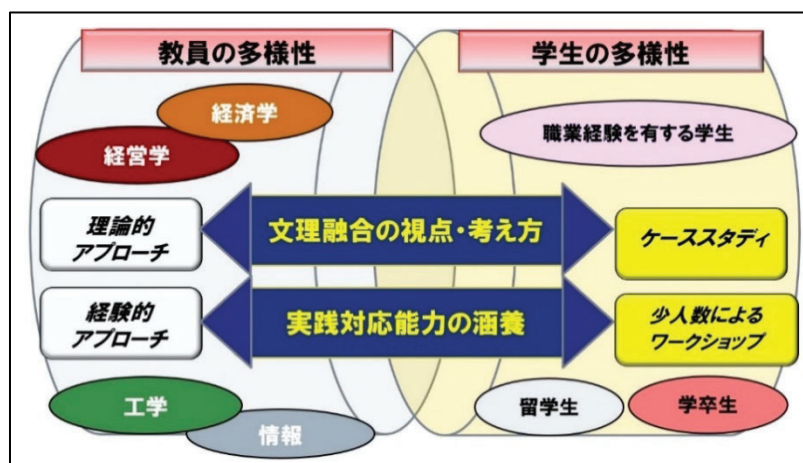 教員の多様性
学生の多様性
経済学
経営学
職業経験を有する学生
理論的
アプローチ
文理融合の視点・考え方
ケーススタディ
経験的
アプローチ
実践対応能力の涵養
少人数による
ワークショップ
工学
情報
留学生
学卒生